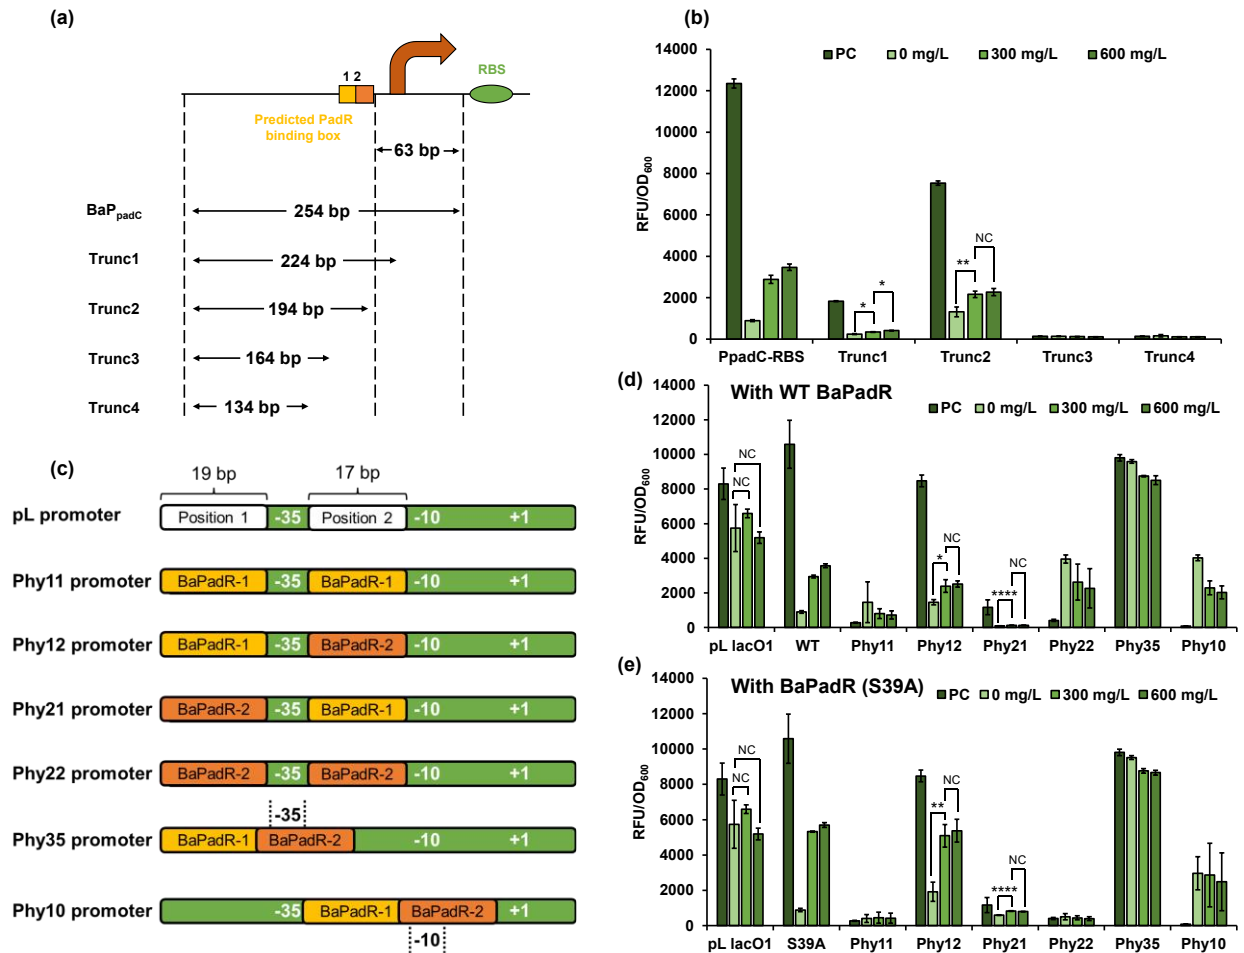 (a)
1 2
RBS
Predicted PadR
binding box
63 bp
BaPpadC
254 bp
Trunc1
224 bp
Trunc2
194 bp
Trunc3
164 bp
Trunc4
134 bp
(b)
14000
12000
10000
8000
6000
4000
2000
0
RFU/OD600
PC
0 mg/L
300 mg/L
600 mg/L
*
*
**
NC
PpadC-RBS
Trunc1
Trunc2
Trunc3
Trunc4
(c)
19 bp
17 bp
pL promoter
Position 1
-35
Position 2
-10
+1
Phy11 promoter
BaPadR-1
-35
BaPadR-1
-10
+1
Phy12 promoter
BaPadR-1
-35
BaPadR-2
-10
+1
Phy21 promoter
BaPadR-2
-35
BaPadR-1
-10
+1
Phy22 promoter
BaPadR-2
-35
BaPadR-2
-10
+1
-35
Phy35 promoter
BaPadR-1
BaPadR-2
-10
+1
Phy10 promoter
-35
BaPadR-1
BaPadR-2
+1
-10
(d)
With WT BaPadR
14000
12000
10000
8000
6000
4000
2000
0
RFU/OD600
PC
0 mg/L
300 mg/L
600 mg/L
NC
NC
*
NC
****
NC
pL lacO1
WT
Phy11
Phy12
Phy21
Phy22
Phy35
Phy10
(e)
With BaPadR (S39A)
14000
12000
10000
8000
6000
4000
2000
0
RFU/OD600
PC
0 mg/L
300 mg/L
600 mg/L
NC
NC
**
NC
****
NC
pL lacO1
S39A
Phy11
Phy12
Phy21
Phy22
Phy35
Phy10